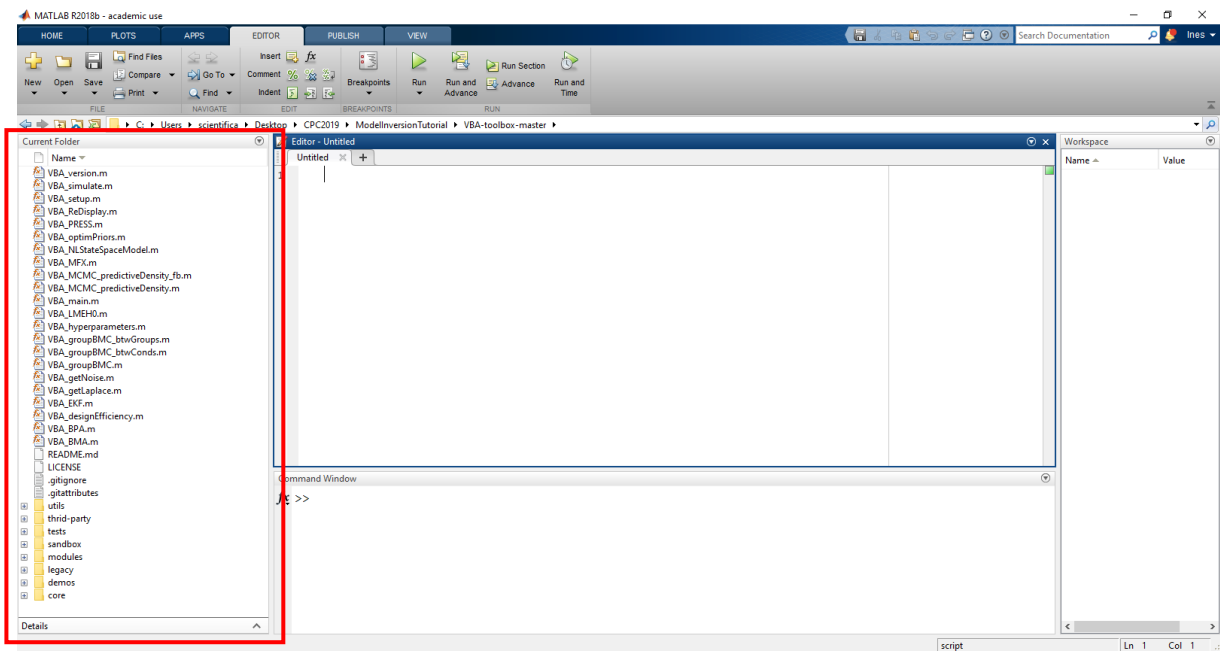 MATLAB R2018b - academic use
HOME PLOTS APPS EDITOR PUBLISH VIEW Search Documentation Ines
Find Files Insert fx Run Section
Compare Go To Comment Advance
Print Find Indent
New Open Save Breakpoints Run Run and Advance Run and Time
FILE NAVIGATE EDIT BREAKPOINTS RUN
C: Users scientifica Desktop CPC2019 ModelInversionTutorial VBA-toolbox-master
Current Folder
Name
VBA_version.m
VBA_simulate.m
VBA_setup.m
VBA_ReDisplay.m
VBA_PRESS.m
VBA_optimPriors.m
VBA_NLStateSpaceModel.m
VBA_MFX.m
VBA_MCMC_predictiveDensity_fb.m
VBA_MCMC_predictiveDensity.m
VBA_main.m
VBA_LMEH0.m
VBA_hyperparameters.m
VBA_groupBMC_btwGroups.m
VBA_groupBMC_btwConds.m
VBA_groupBMC.m
VBA_getNoise.m
VBA_getLaplace.m
VBA_EKF.m
VBA_designEfficiency.m
VBA_BPA.m
VBA_BMA.m
README.md
LICENSE
.gitignore
.gitattributes
utils
thrid-party
tests
sandbox
modules
legacy
demos
core
Details
Editor - Untitled
Untitled
1
Command Window
fx >>
Workspace
Name Value
script Ln 1 Col 1